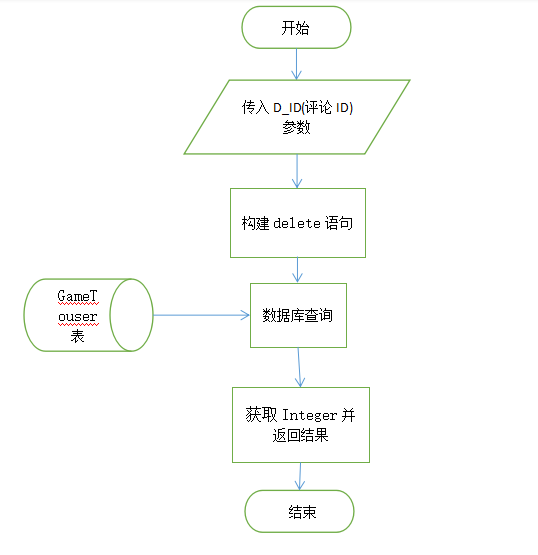 开始
传入 D_ID(评论 ID)
参数
构建 delete 语句
GameT
ouser
表
数据库查询
获取 Integer 并
返回结果
结束